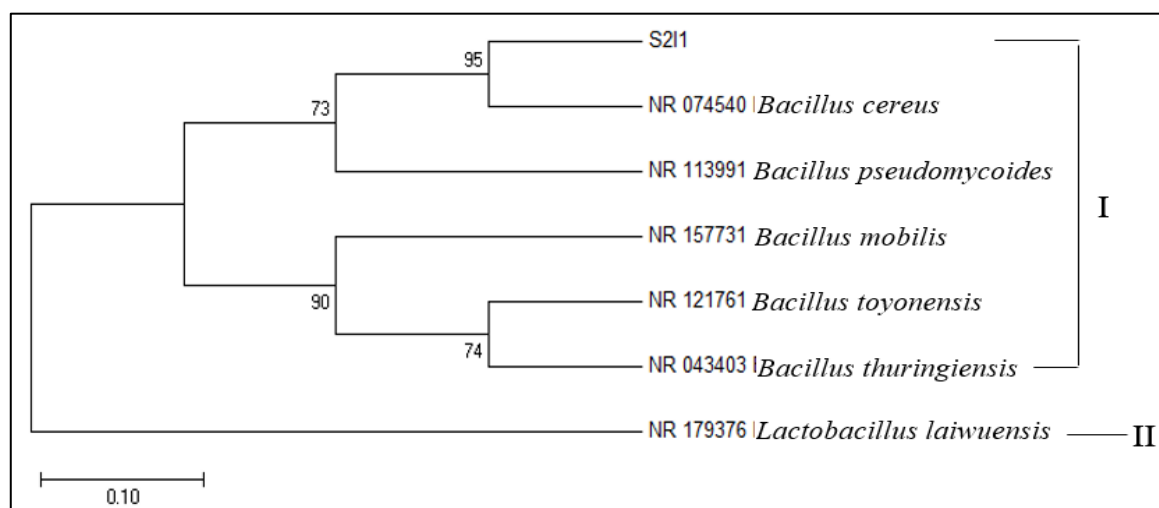 S2I1
95
NR 074540 Bacillus cereus
73
NR 113991 Bacillus pseudomycoides
I
NR 157731 Bacillus mobilis
90
NR 121761 Bacillus toyonensis
74
NR 043403 Bacillus thuringiensis
NR 179376 Lactobacillus laiwuensis
II
0.10